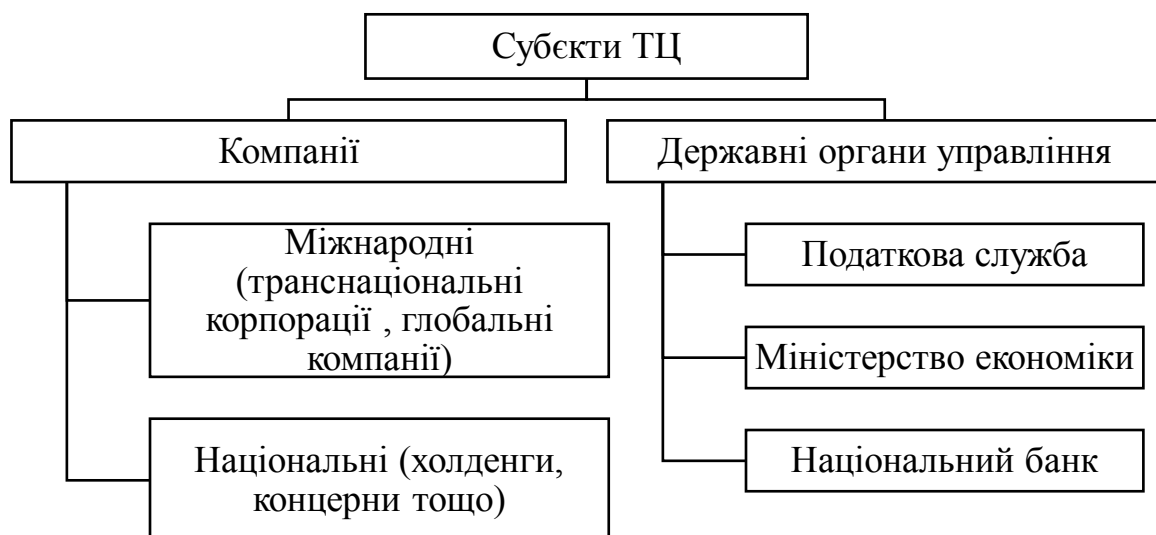 Субєкти ТЦ
Компанії
Державні органи управління
Міжнародні
(транснаціональні
корпорації , глобальні
компанії)
Національні (холденги,
концерни тощо)
Податкова служба
Міністерство економіки
Національний банк